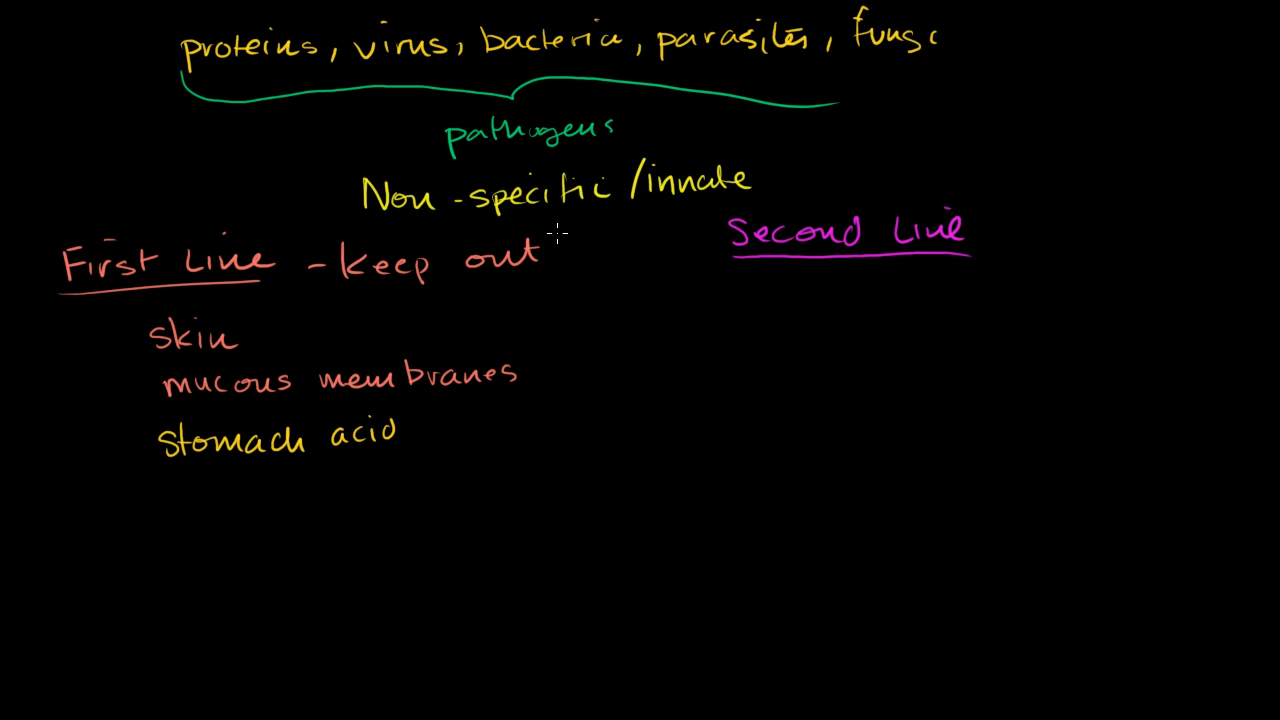 proteins, virus, bacteria, parasites, fungi
pathogens
Non-specific/innate
First Line - keep out
Second Line
skin
mucous membranes
stomach acid